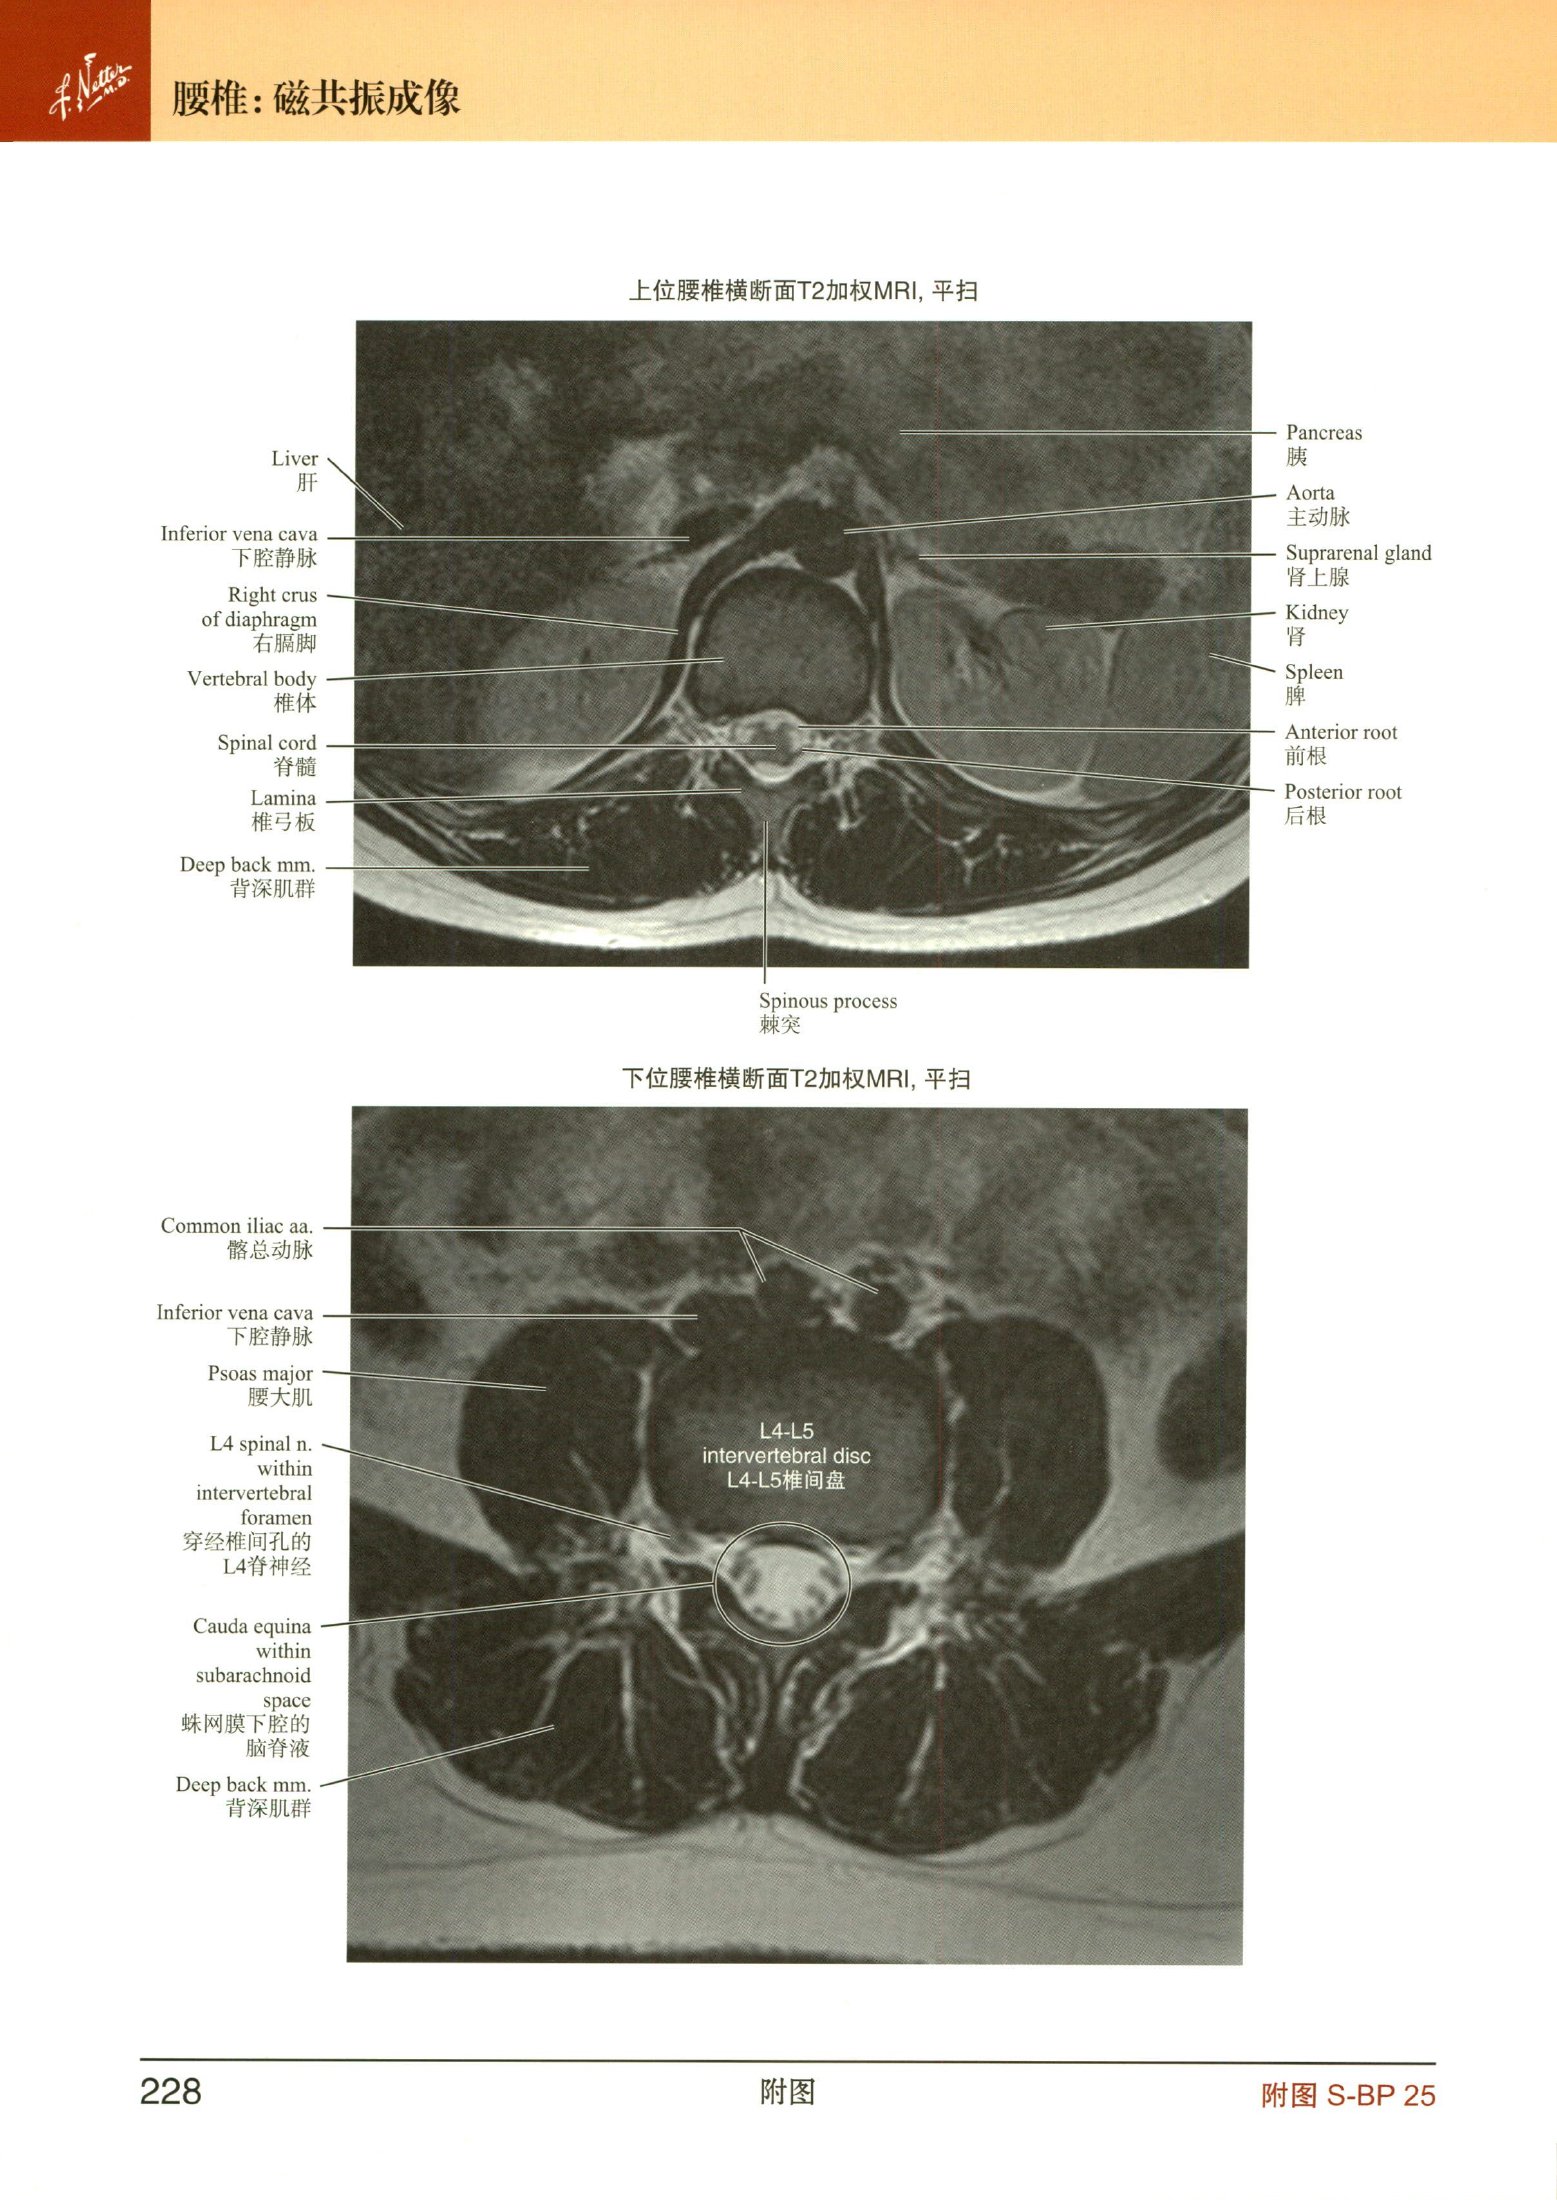 f. Netter
M.D.
腰椎: 磁共振成像
上位腰椎横断面T2加权MRI, 平扫
Liver
肝
Inferior vena cava
下腔静脉
Right crus
of diaphragm
右膈脚
Vertebral body
椎体
Spinal cord
脊髓
Lamina
椎弓板
Deep back mm.
背深肌群
Pancreas
胰
Aorta
主动脉
Suprarenal gland
肾上腺
Kidney
肾
Spleen
脾
Anterior root
前根
Posterior root
后根
Spinous process
棘突
下位腰椎横断面T2加权MRI, 平扫
Common iliac aa.
髂总动脉
Inferior vena cava
下腔静脉
Psoas major
腰大肌
L4 spinal n.
within
intervertebral
foramen
穿经椎间孔的
L4脊神经
Cauda equina
within
subarachnoid
space
蛛网膜下腔的
脑脊液
Deep back mm.
背深肌群
L4-L5
intervertebral disc
L4-L5椎间盘
228
附图
附图 S-BP 25